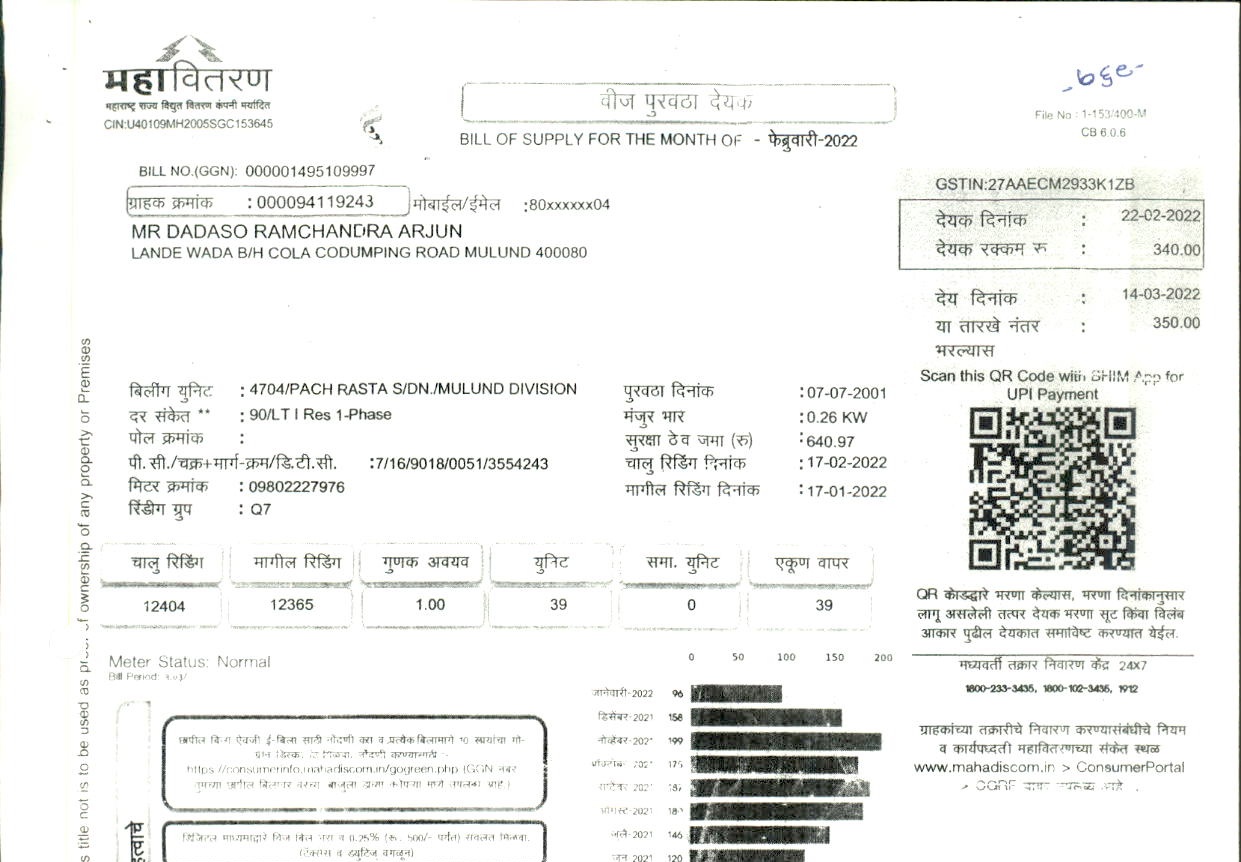 महावितरण
महाराष्ट्र राज्य विद्युत वितरण कंपनी मर्यादित
CIN:U40109MH2005SGC153645
वीज पुरवठा देयक
BILL OF SUPPLY FOR THE MONTH OF - फेब्रुवारी-2022
File No : 1-153/400-M
CB 6.0.6
BILL NO.(GGN): 000001495109997
ग्राहक क्रमांक :000094119243 मोबाईल/ईमेल :80xxxxxx04
MR DADASO RAMCHANDRA ARJUN
LANDE WADA B/H COLA CODUMPING ROAD MULUND 400080
GSTIN:27AAECM2933K1ZB
देयक दिनांक : 22-02-2022
देयक रक्कम रु : 340.00
देय दिनांक : 14-03-2022
या तारखे नंतर : 350.00
भरल्यास
Scan this QR Code with BHIM App for
UPI Payment
बिलींग युनिट : 4704/PACH RASTA S/DN./MULUND DIVISION
दर संकेत ** : 90/LT I Res 1-Phase
पोल क्रमांक :
पी.सी./चक्र+मार्ग-क्रम/डि.टी.सी. :7/16/9018/0051/3554243
मिटर क्रमांक : 09802227976
रिंडीग ग्रुप : Q7
पुरवठा दिनांक :07-07-2001
मंजुर भार :0.26 KW
सुरक्षा ठेव जमा (रु) :640.97
चालु रिडिंग दिनांक :17-02-2022
मागील रिडिंग दिनांक :17-01-2022
चालु रिडिंग मागील रिडिंग गुणक अवयव युनिट समा. युनिट एकूण वापर
12404 12365 1.00 39 0 39
QR कोडद्वारे भरणा केल्यास, भरणा दिनांकानुसार
लागू असलेली तत्पर देयक भरणा सूट किंवा विलंब
आकार पुढील देयकात समाविष्ट करण्यात येईल.
मध्यवर्ती तक्रार निवारण केंद्र 24X7
1800-233-3435, 1800-102-3435, 1912
ग्राहकांच्या तक्रारीचे निवारण करण्यासंबंधीचे नियम
व कार्यपध्दती महावितरणच्या संकेत स्थळ
www.mahadiscom.in > ConsumerPortal
> CGRF
Meter Status: Normal
Bill Period:
0 50 100 150 200
जानेवारी-2022 96
डिसेंबर-2021 158
नोव्हेंबर-2021 199
ऑक्टोबर-2021 175
सप्टेंबर-2021 187
ऑगस्ट-2021
जुलै-2021 146
जून 2021 120
छापील बिल ऐवजी ई-बिला साठी नोंदणी करा व प्रत्येक बिलामागे 10 रुपयांचा गो-
ग्रीन डिस्काउंट मिळवा. नोंदणी करण्यासाठी :-
https://consumerinfo.mahadiscom.in/gogreen.php (GGN नंबर
तुमच्या छापील बिलावर वरच्या बाजूला डाव्या कोपऱ्या मध्ये उपलब्ध आहे.)
डिजिटल माध्यमाद्वारे विज बिल भरा व 0.25% (रू. 500/- पर्यंत) सवलत मिळवा.
(टॅक्सेस व ड्युटिज वगळून)
of ownership of any property or Premises
s title not is to be used as